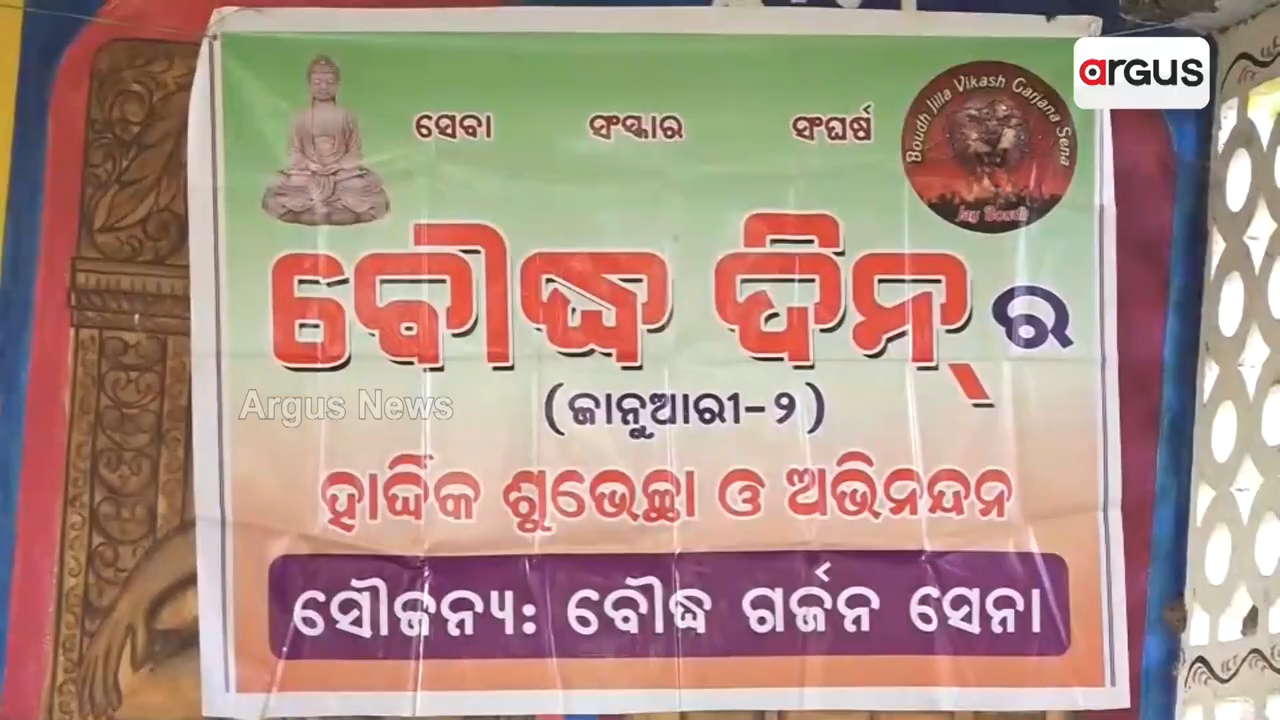 argus
ସେବା ସଂସ୍କାର ସଂଘର୍ଷ
Boudh Jilla Vikash Garjana Sena
Jay Boudh
ବୌଦ୍ଧ ଦିନ୍ ର
Argus News
(ଜାନୁଆରୀ-୨)
ହାର୍ଦ୍ଦିକ ଶୁଭେଚ୍ଛା ଓ ଅଭିନନ୍ଦନ
ସୌଜନ୍ୟ: ବୌଦ୍ଧ ଗର୍ଜନ ସେନା